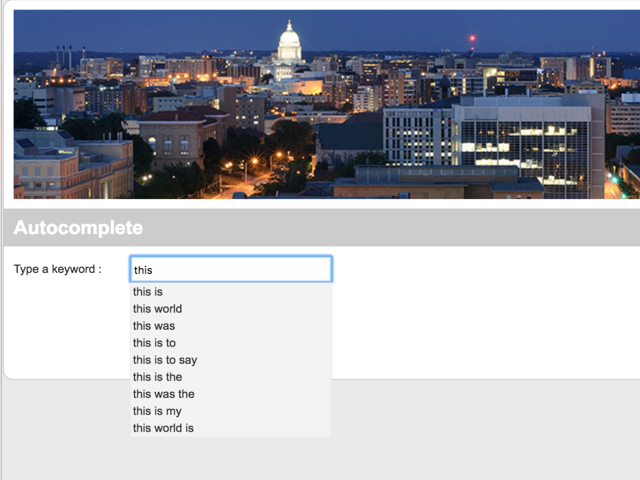 Autocomplete
Type a keyword : this
this is
this world
this was
this is to
this is to say
this is the
this was the
this is my
this world is